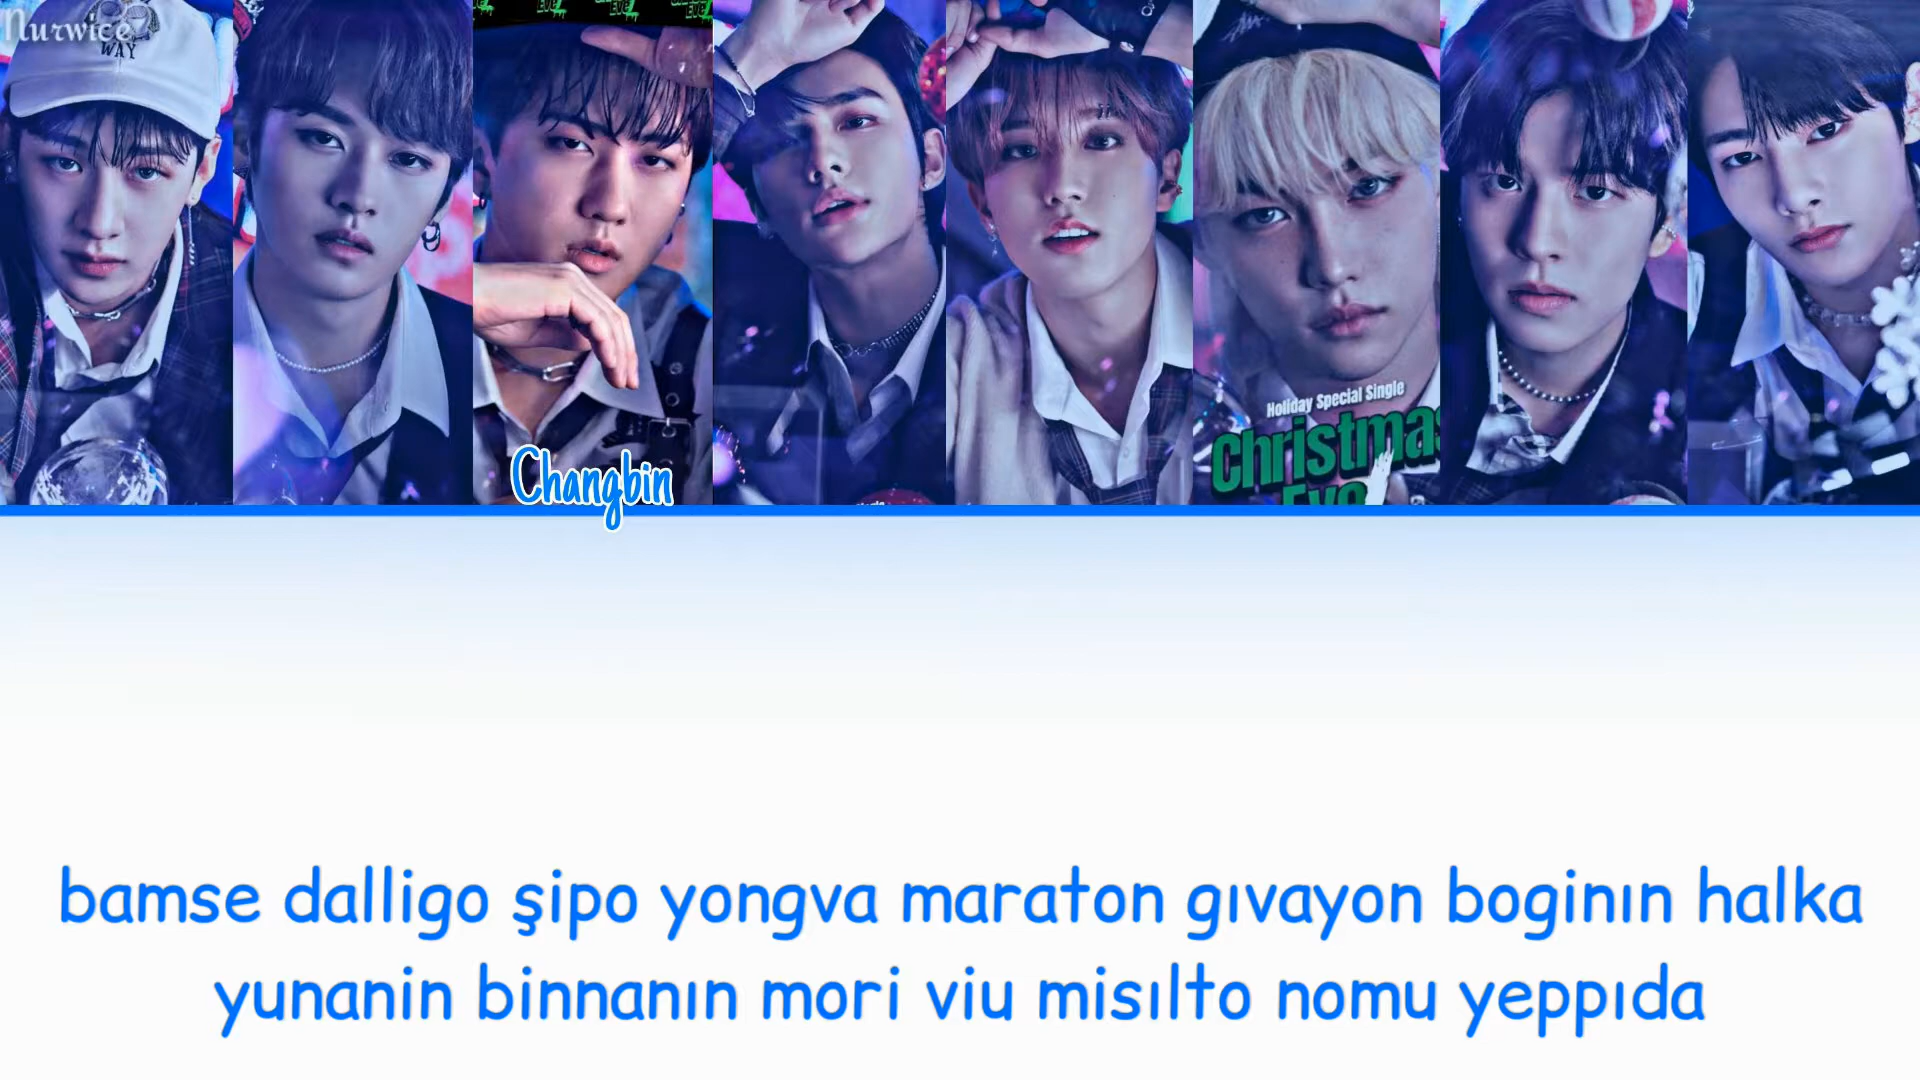 Nurwice
WAY
Changbin
Holiday Special Single
Christmas
Eve
bamse dalligo şipo yongva maraton gıvayon boginın halka
yunanin binnanın mori viu misılto nomu yeppıda